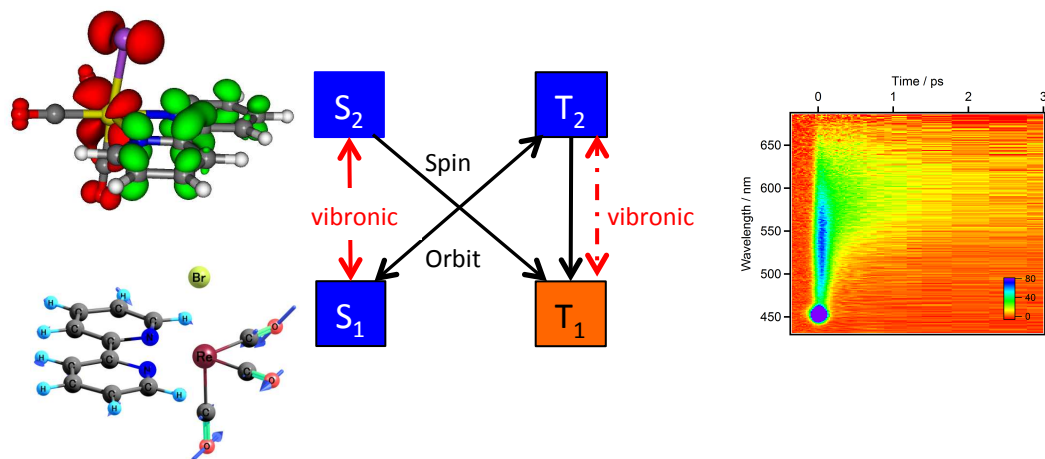 S2
T2
Spin
vibronic
vibronic
Orbit
S1
T1
Br
H
H
H
H
H
H
H
H
C
C
C
C
C
C
C
C
C
C
N
N
Re
C
O
C
O
C
O
Time / ps
0
1
2
3
Wavelength / nm
650
600
550
500
450
80
40
0